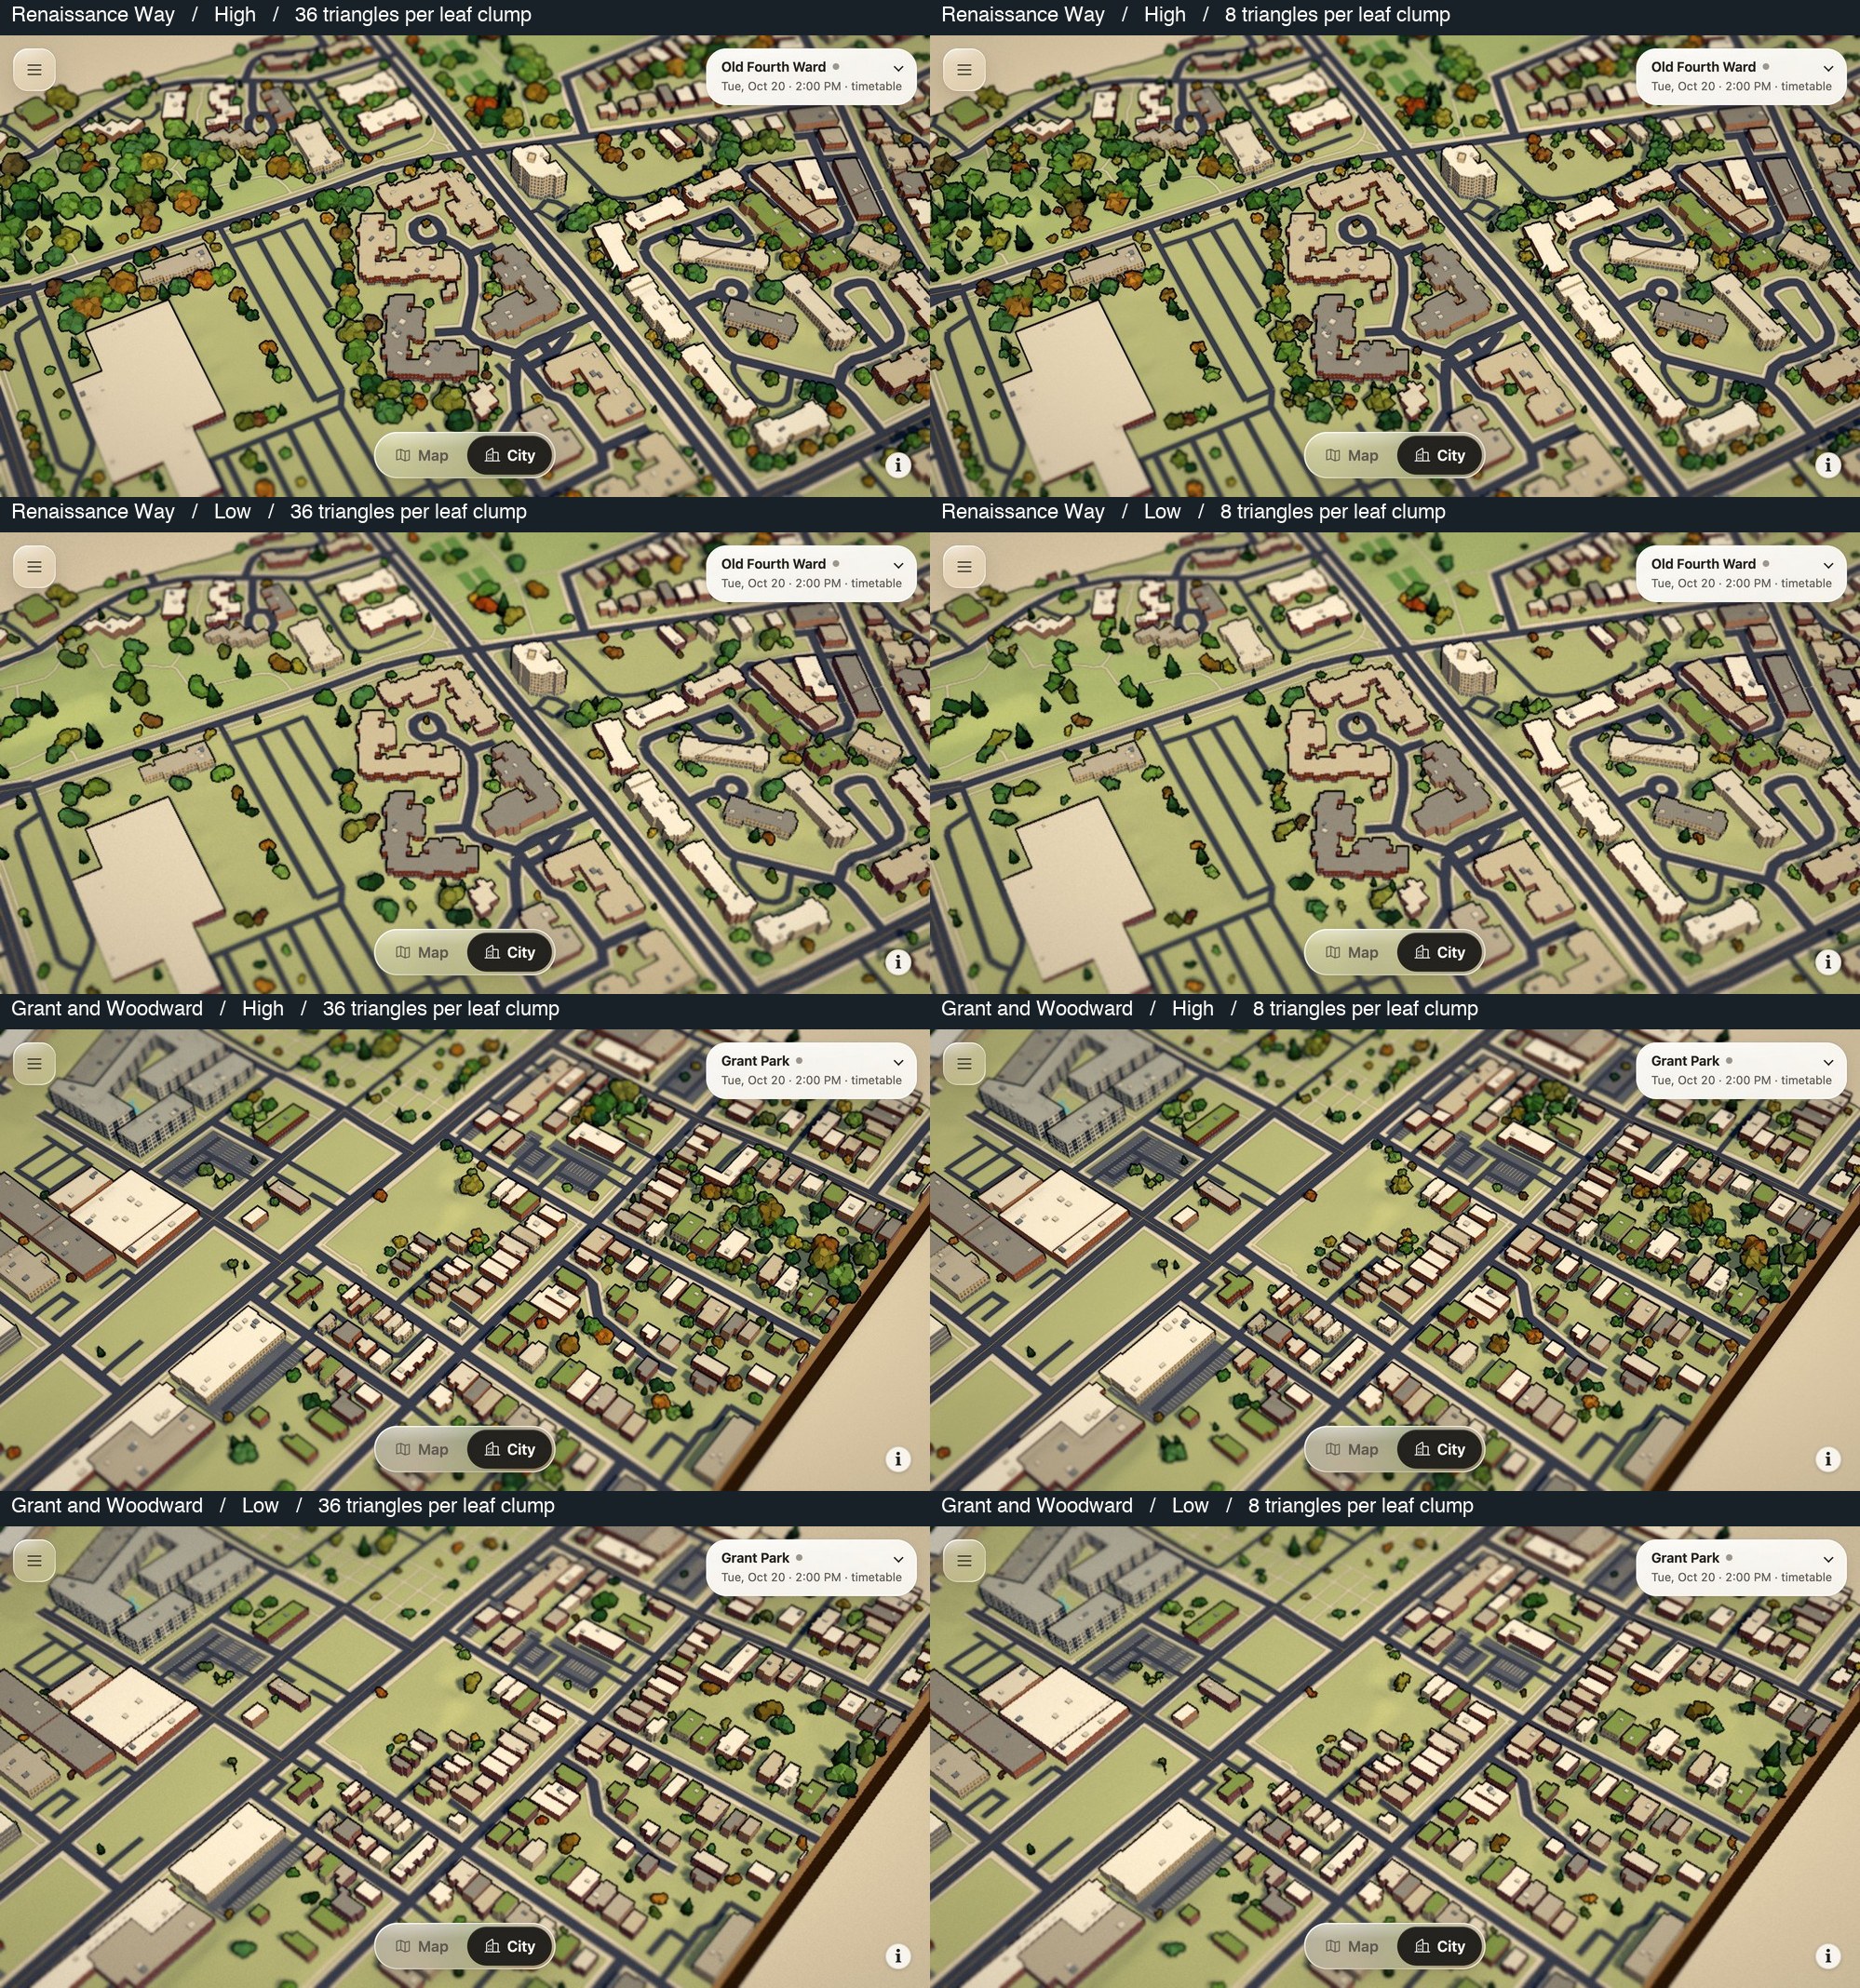 Renaissance Way / High / 36 triangles per leaf clump
Old Fourth Ward
Tue, Oct 20 · 2:00 PM · timetable
Map
City
i
Renaissance Way / High / 8 triangles per leaf clump
Old Fourth Ward
Tue, Oct 20 · 2:00 PM · timetable
Map
City
i
Renaissance Way / Low / 36 triangles per leaf clump
Old Fourth Ward
Tue, Oct 20 · 2:00 PM · timetable
Map
City
i
Renaissance Way / Low / 8 triangles per leaf clump
Old Fourth Ward
Tue, Oct 20 · 2:00 PM · timetable
Map
City
i
Grant and Woodward / High / 36 triangles per leaf clump
Grant Park
Tue, Oct 20 · 2:00 PM · timetable
Map
City
i
Grant and Woodward / High / 8 triangles per leaf clump
Grant Park
Tue, Oct 20 · 2:00 PM · timetable
Map
City
i
Grant and Woodward / Low / 36 triangles per leaf clump
Grant Park
Tue, Oct 20 · 2:00 PM · timetable
Map
City
i
Grant and Woodward / Low / 8 triangles per leaf clump
Grant Park
Tue, Oct 20 · 2:00 PM · timetable
Map
City
i